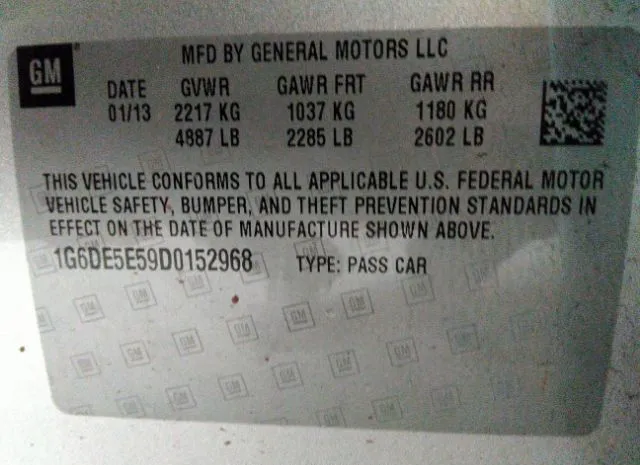 GM
MFD BY GENERAL MOTORS LLC
DATE GVWR GAWR FRT GAWR RR
01/13 2217 KG 1037 KG 1180 KG
4887 LB 2285 LB 2602 LB
THIS VEHICLE CONFORMS TO ALL APPLICABLE U.S. FEDERAL MOTOR
VEHICLE SAFETY, BUMPER, AND THEFT PREVENTION STANDARDS IN
EFFECT ON THE DATE OF MANUFACTURE SHOWN ABOVE.
1G6DE5E59D0152968 TYPE: PASS CAR